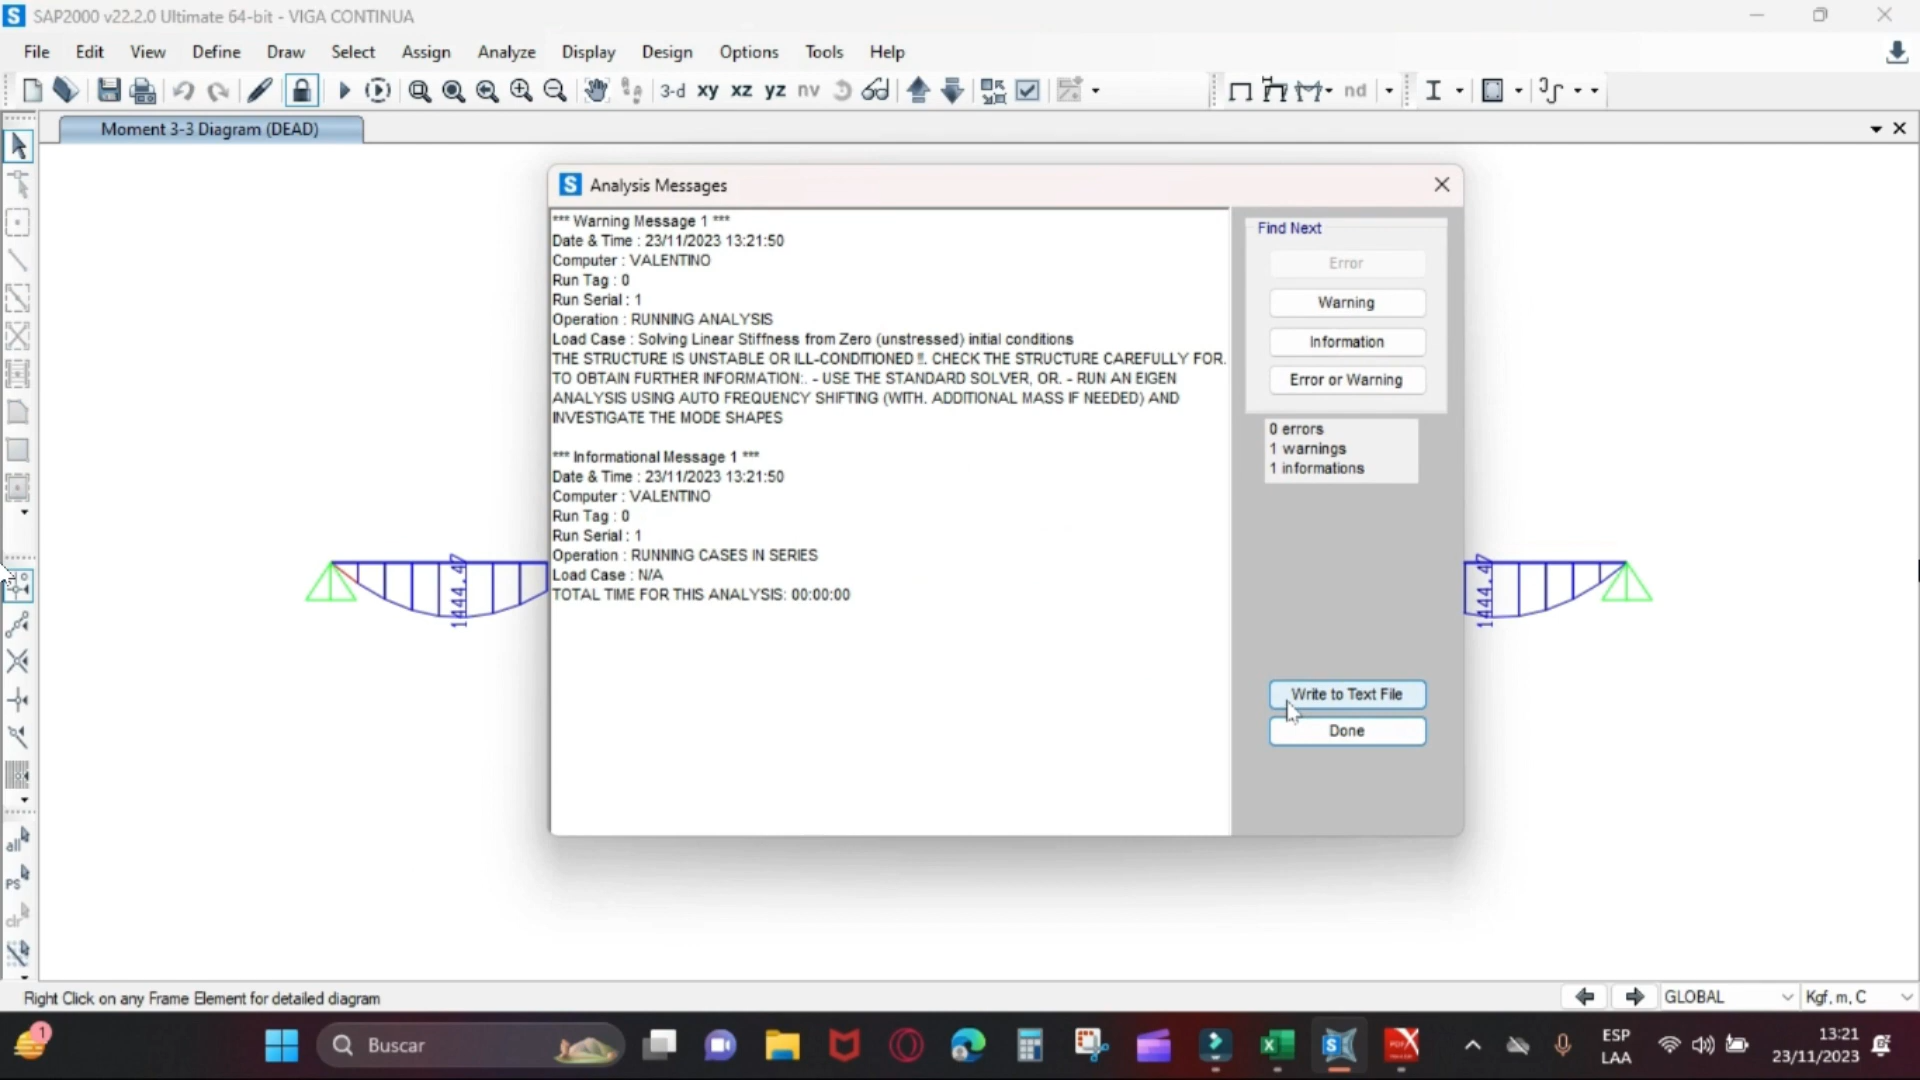 SAP2000 v22.2.0 Ultimate 64-bit - VIGA CONTINUA
File Edit View Define Draw Select Assign Analyze Display Design Options Tools Help
3-d xy xz yz nv nd
Moment 3-3 Diagram (DEAD)
Analysis Messages
*** Warning Message 1 ***
Date & Time : 23/11/2023 13:21:50
Computer : VALENTINO
Run Tag : 0
Run Serial : 1
Operation : RUNNING ANALYSIS
Load Case : Solving Linear Stiffness from Zero (unstressed) initial conditions
THE STRUCTURE IS UNSTABLE OR ILL-CONDITIONED !!. CHECK THE STRUCTURE CAREFULLY FOR.
TO OBTAIN FURTHER INFORMATION:. - USE THE STANDARD SOLVER, OR. - RUN AN EIGEN
ANALYSIS USING AUTO FREQUENCY SHIFTING (WITH. ADDITIONAL MASS IF NEEDED) AND
INVESTIGATE THE MODE SHAPES
*** Informational Message 1 ***
Date & Time : 23/11/2023 13:21:50
Computer : VALENTINO
Run Tag : 0
Run Serial : 1
Operation : RUNNING CASES IN SERIES
Load Case : N/A
TOTAL TIME FOR THIS ANALYSIS: 00:00:00
Find Next
Error
Warning
Information
Error or Warning
0 errors
1 warnings
1 informations
Write to Text File
Done
1444.47
1444.47
all
PS
clr
Right Click on any Frame Element for detailed diagram
GLOBAL
Kgf, m, C
1
Buscar
ESP
LAA
13:21
23/11/2023